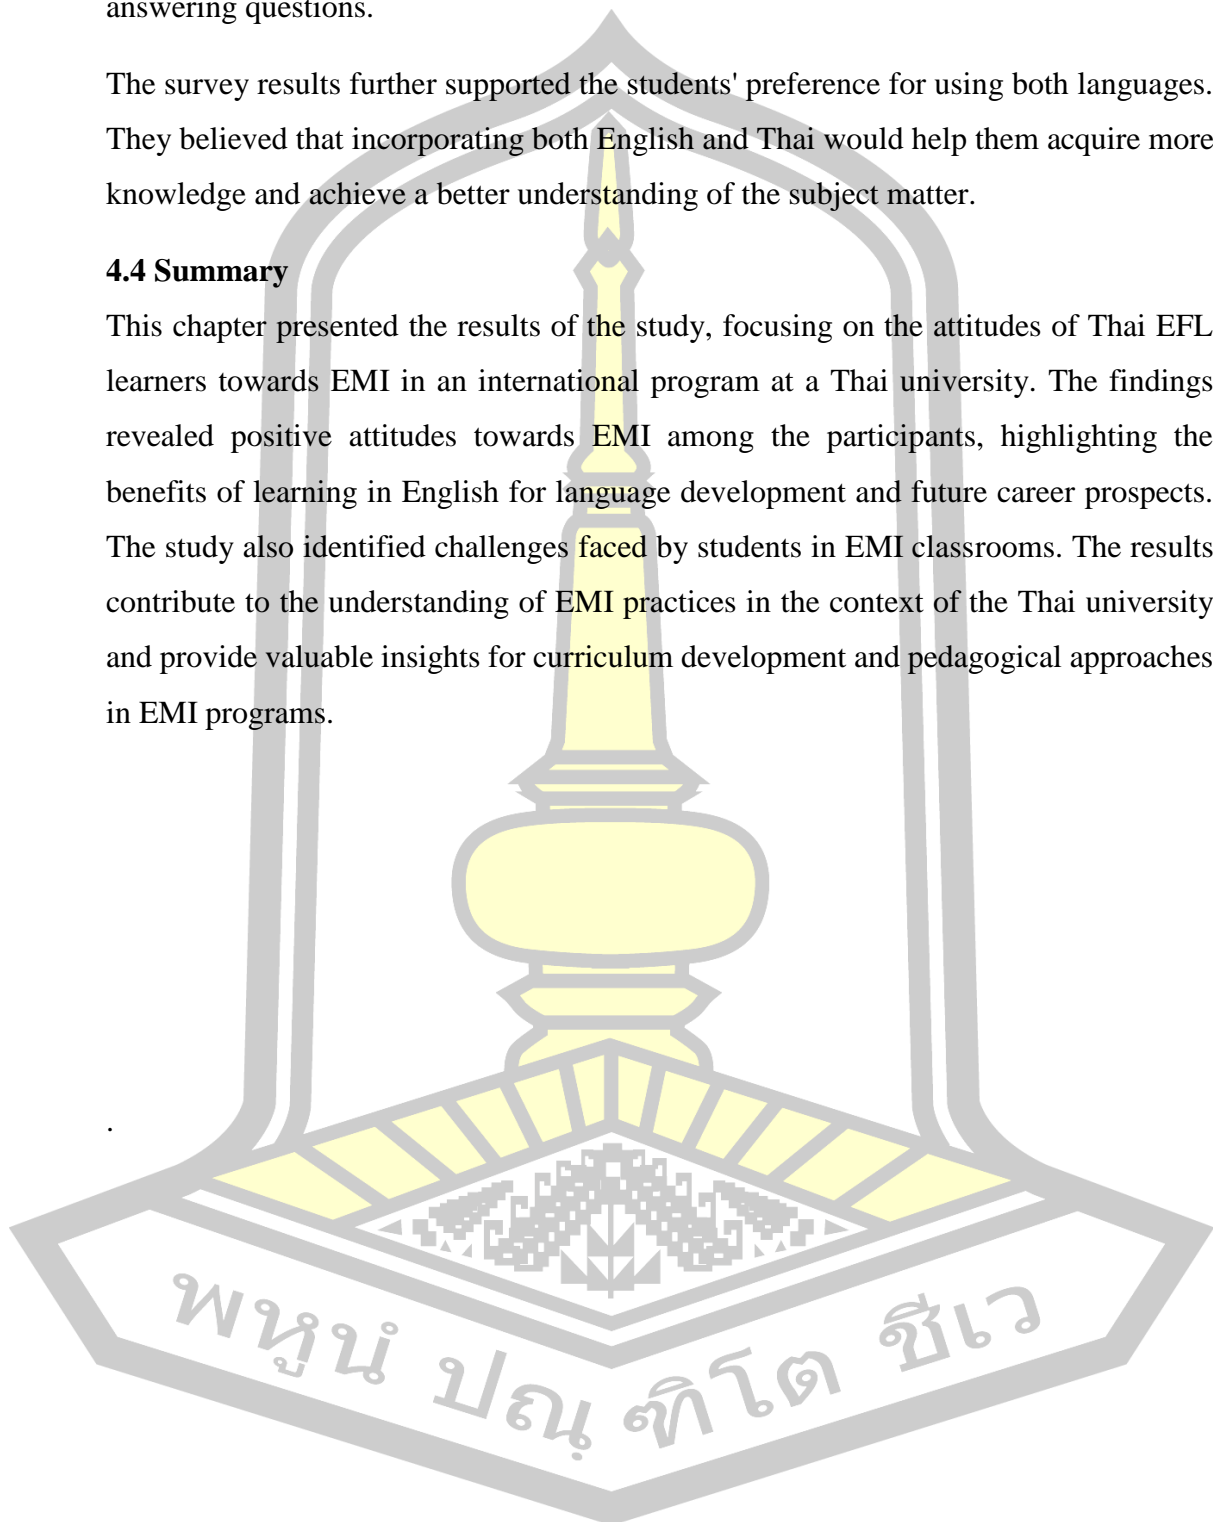 answering questions.
The survey results further supported the students' preference for using both languages.
They believed that incorporating both English and Thai would help them acquire more
knowledge and achieve a better understanding of the subject matter.
4.4 Summary
This chapter presented the results of the study, focusing on the attitudes of Thai EFL
learners towards EMI in an international program at a Thai university. The findings
revealed positive attitudes towards EMI among the participants, highlighting the
benefits of learning in English for language development and future career prospects.
The study also identified challenges faced by students in EMI classrooms. The results
contribute to the understanding of EMI practices in the context of the Thai university
and provide valuable insights for curriculum development and pedagogical approaches
in EMI programs.
.
พหูนํ ปณฺฑิโต ชีเว